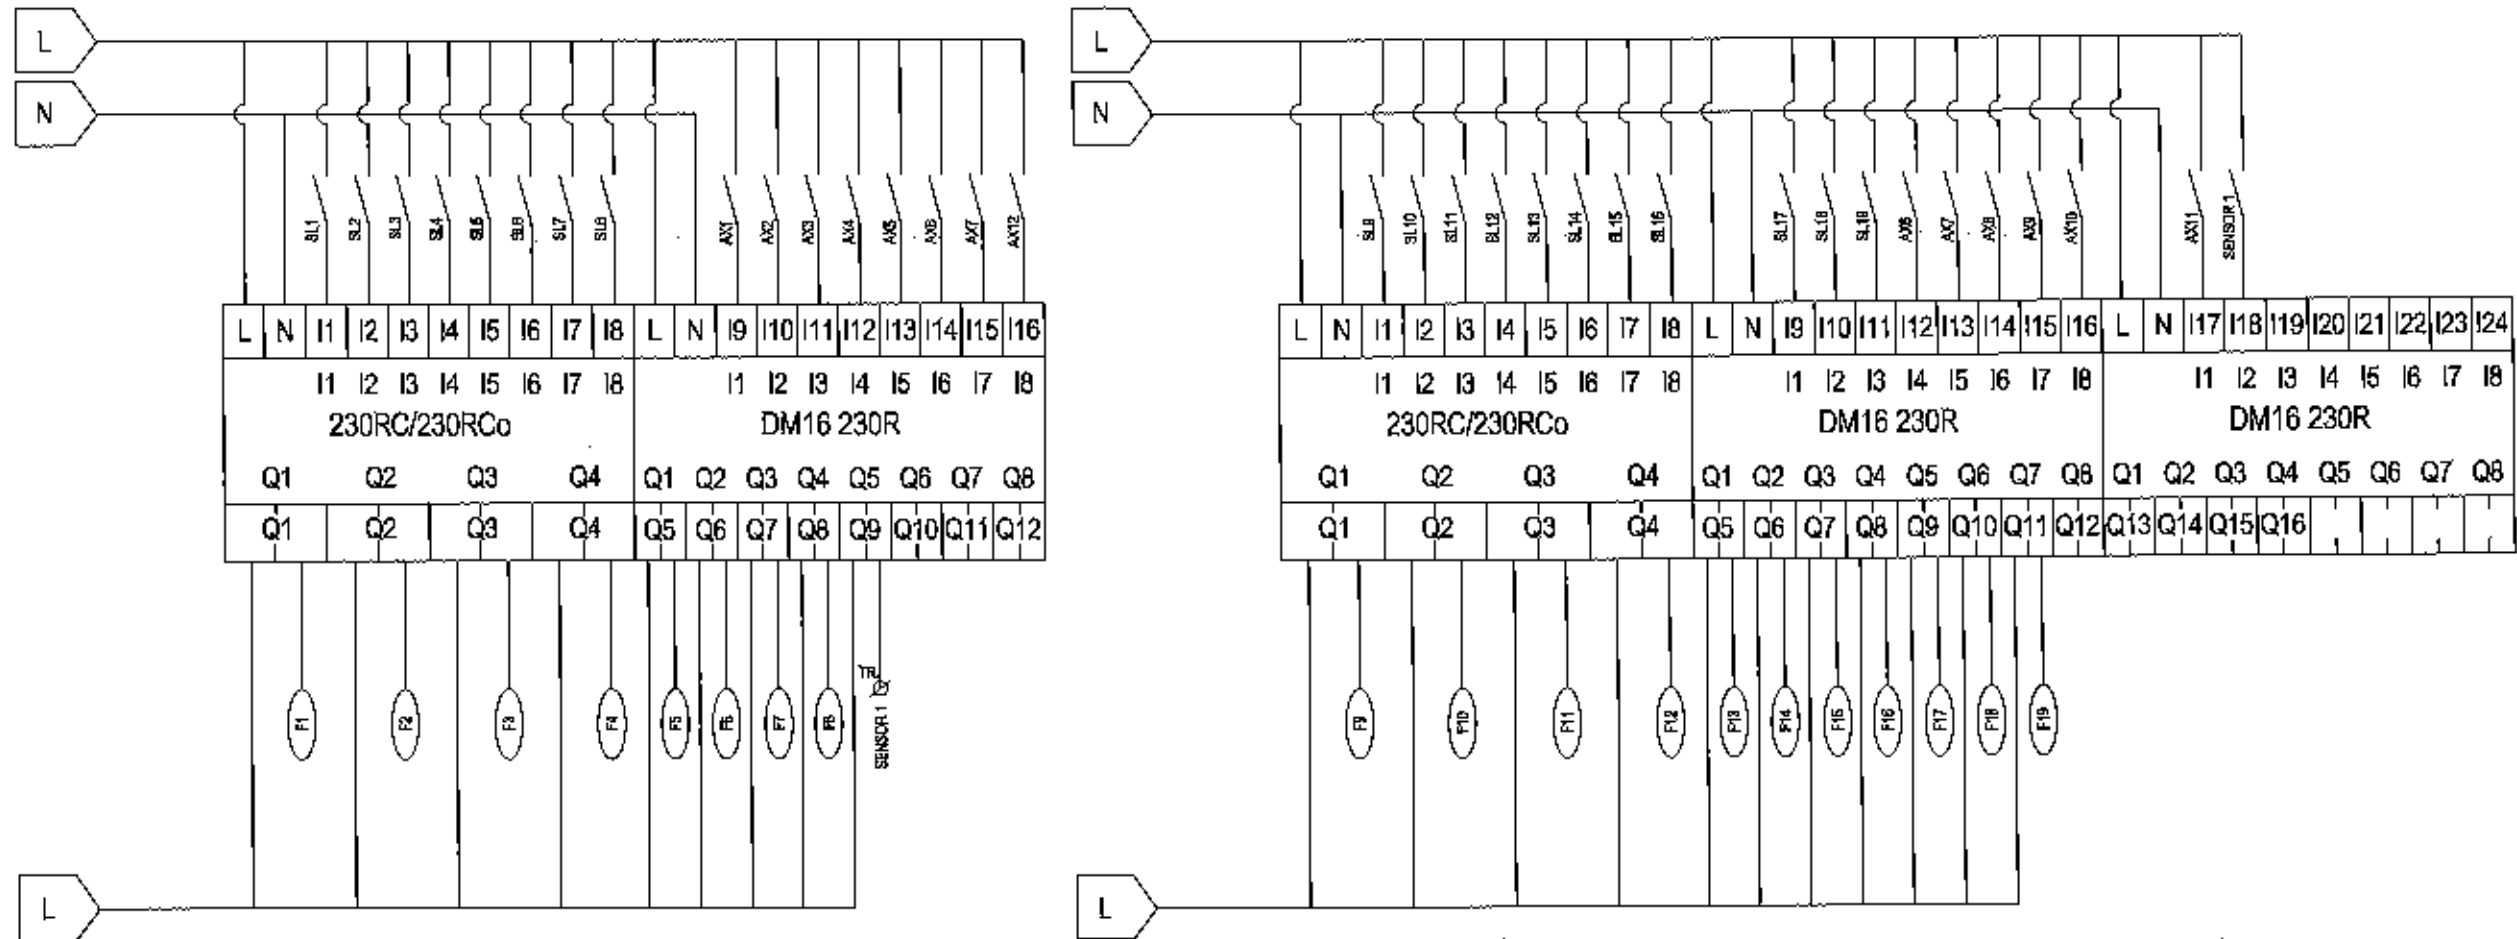 L
N
SL1 SL2 SL3 SL4 SL5 SL6 SL7 SL8 AX1 AX2 AX3 AX4 AX5 AX6 AX7 AX12
L N I1 I2 I3 I4 I5 I6 I7 I8 L N I9 I10 I11 I12 I13 I14 I15 I16
I1 I2 I3 I4 I5 I6 I7 I8 I1 I2 I3 I4 I5 I6 I7 I8
230RC/230RCo DM16 230R
Q1 Q2 Q3 Q4 Q1 Q2 Q3 Q4 Q5 Q6 Q7 Q8
Q1 Q2 Q3 Q4 Q5 Q6 Q7 Q8 Q9 Q10 Q11 Q12
TR
F1 F2 F3 F4 F5 F6 F7 F8 SENSOR 1
L
L
N
SL9 SL10 SL11 SL12 SL13 SL14 SL15 SL16 SL17 SL18 SL19 AX6 AX7 AX8 AX9 AX10 AX11 SENSOR 1
L N I1 I2 I3 I4 I5 I6 I7 I8 L N I9 I10 I11 I12 I13 I14 I15 I16 L N I17 I18 I19 I20 I21 I22 I23 I24
I1 I2 I3 I4 I5 I6 I7 I8 I1 I2 I3 I4 I5 I6 I7 I8 I1 I2 I3 I4 I5 I6 I7 I8
230RC/230RCo DM16 230R DM16 230R
Q1 Q2 Q3 Q4 Q1 Q2 Q3 Q4 Q5 Q6 Q7 Q8 Q1 Q2 Q3 Q4 Q5 Q6 Q7 Q8
Q1 Q2 Q3 Q4 Q5 Q6 Q7 Q8 Q9 Q10 Q11 Q12 Q13 Q14 Q15 Q16
F9 F10 F11 F12 F13 F14 F15 F16 F17 F18 F19
L